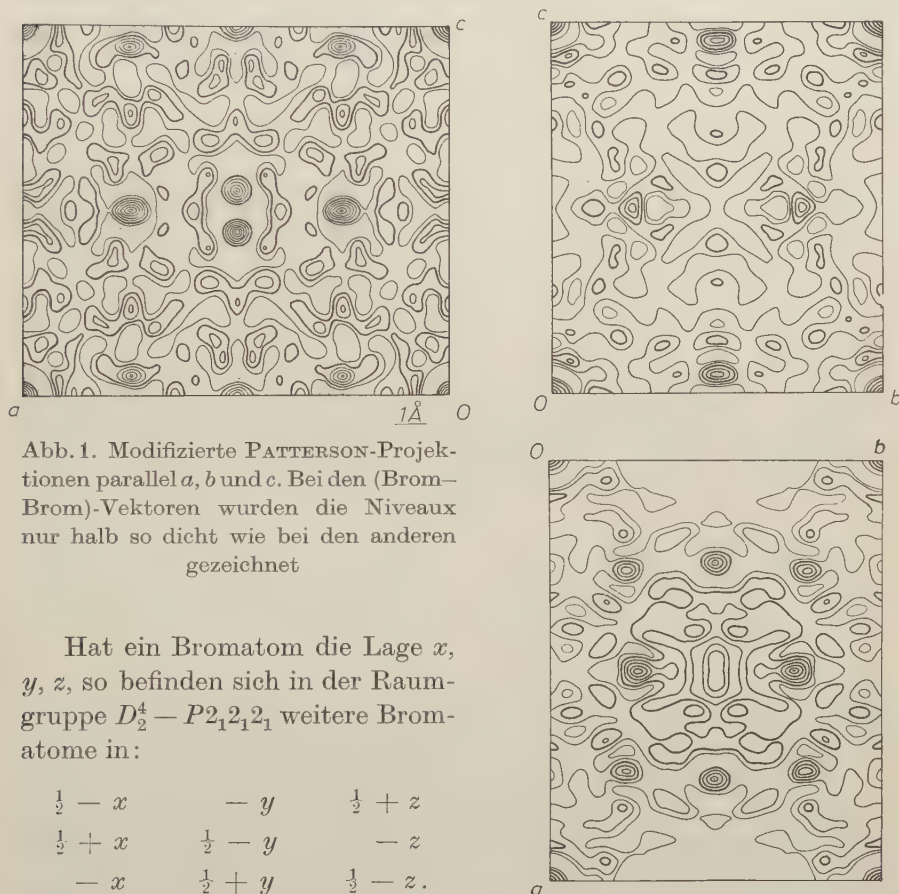 c
a
1Å
O
c
O
b
Abb. 1. Modifizierte PATTERSON-Projek-
tionen parallel a, b und c. Bei den (Brom—
Brom)-Vektoren wurden die Niveaux
nur halb so dicht wie bei den anderen
gezeichnet
O
b
a
Hat ein Bromatom die Lage x,
y, z, so befinden sich in der Raum-
gruppe D₂⁴ — P2₁2₁2₁ weitere Brom-
atome in:
½ — x — y ½ + z
½ + x ½ — y — z
— x ½ + y ½ — z.